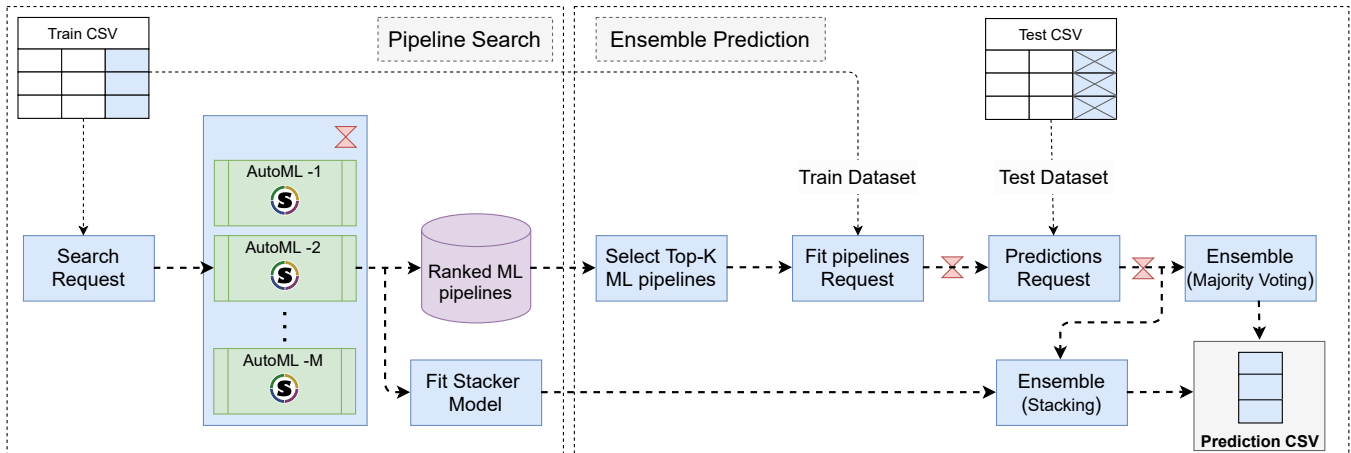 Train CSV
Pipeline Search
Ensemble Prediction
Test CSV
AutoML -1
S
Train Dataset
Test Dataset
Search
Request
AutoML -2
S
Ranked ML
pipelines
Select Top-K
ML pipelines
Fit pipelines
Request
Predictions
Request
Ensemble
(Majority Voting)
AutoML -M
S
Fit Stacker
Model
Ensemble
(Stacking)
Prediction CSV